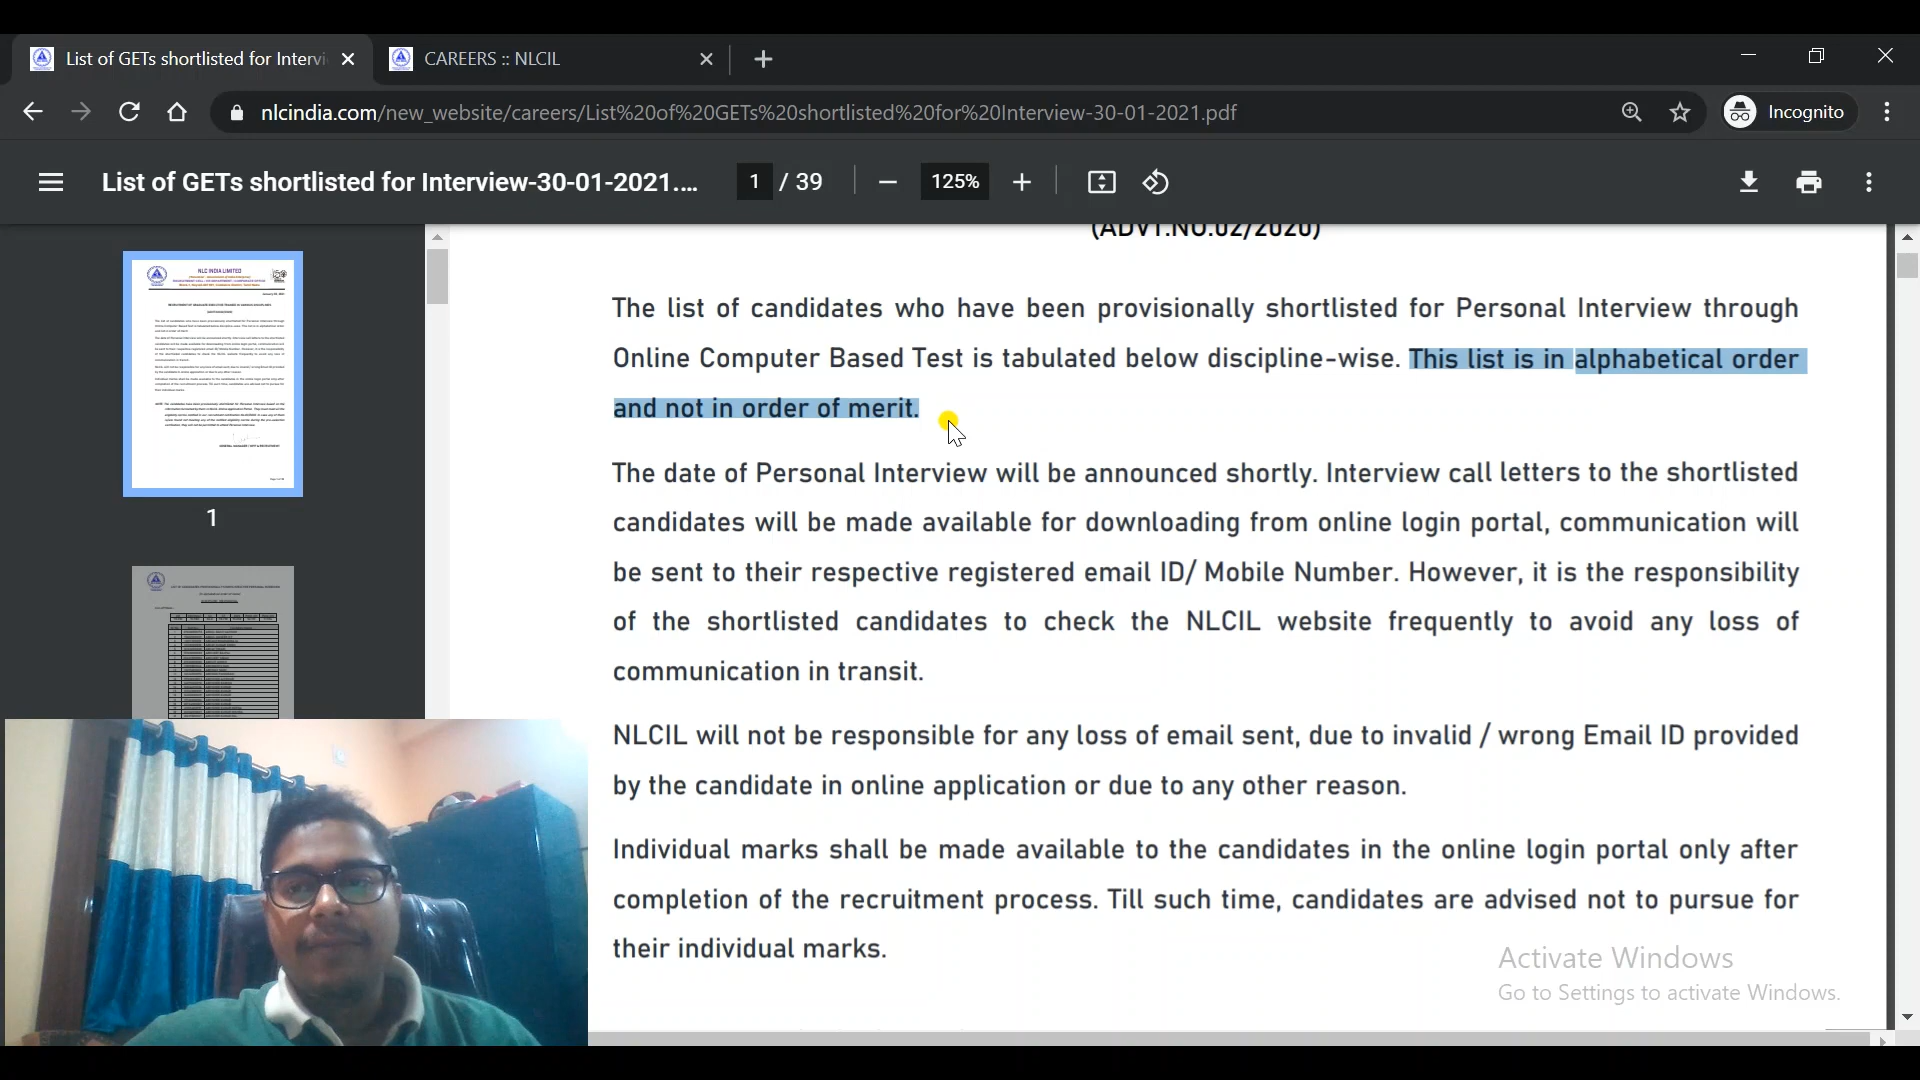 List of GETs shortlisted for Intervi
CAREERS :: NLCIL
nlcindia.com/new_website/careers/List%20of%20GETs%20shortlisted%20for%20Interview-30-01-2021.pdf
Incognito
List of GETs shortlisted for Interview-30-01-2021....
1 / 39
125%
NLC INDIA LIMITED
1
(ADVT.NO.02/2020)
The list of candidates who have been provisionally shortlisted for Personal Interview through
Online Computer Based Test is tabulated below discipline-wise. This list is in alphabetical order
and not in order of merit.
The date of Personal Interview will be announced shortly. Interview call letters to the shortlisted
candidates will be made available for downloading from online login portal, communication will
be sent to their respective registered email ID/ Mobile Number. However, it is the responsibility
of the shortlisted candidates to check the NLCIL website frequently to avoid any loss of
communication in transit.
NLCIL will not be responsible for any loss of email sent, due to invalid / wrong Email ID provided
by the candidate in online application or due to any other reason.
Individual marks shall be made available to the candidates in the online login portal only after
completion of the recruitment process. Till such time, candidates are advised not to pursue for
their individual marks.
Activate Windows
Go to Settings to activate Windows.